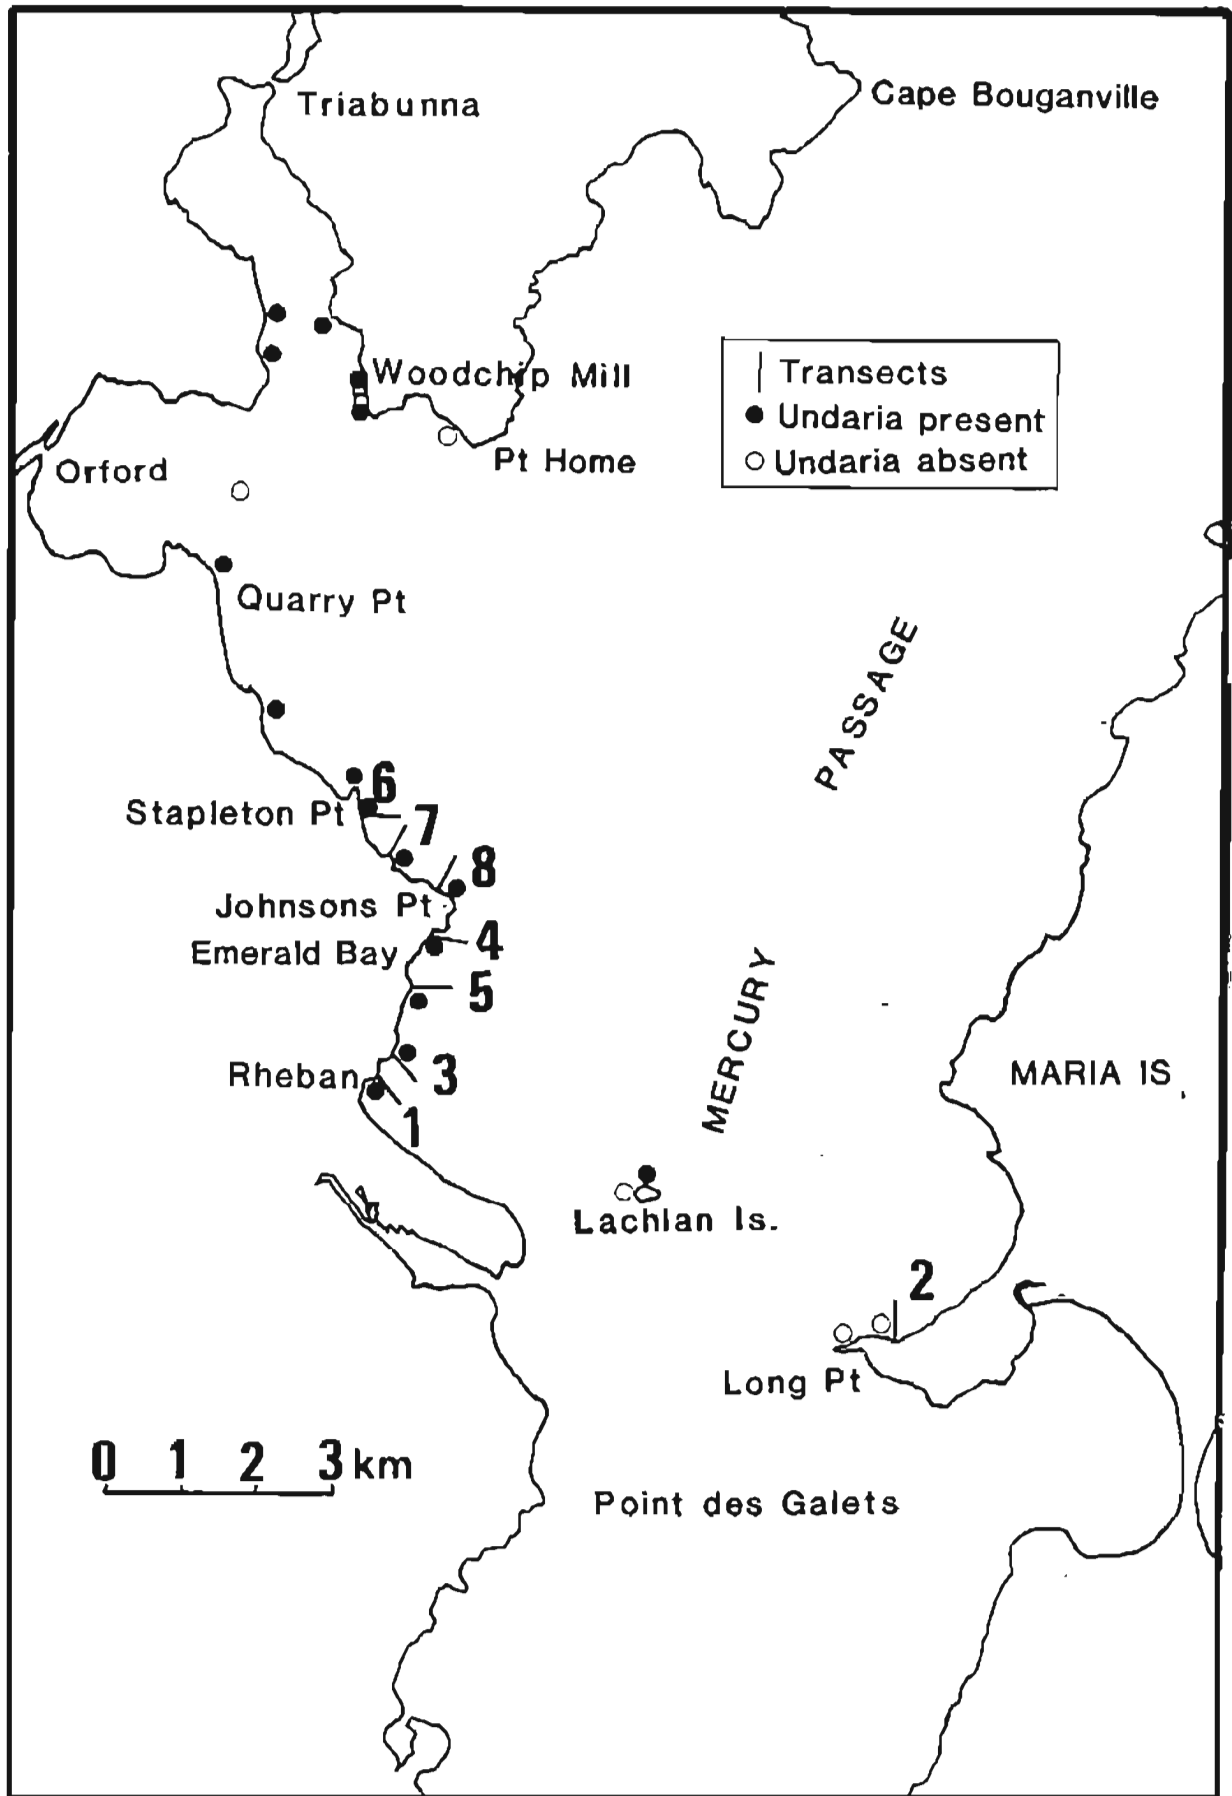 Triabunna
Cape Bouganville
Woodchip Mill
Transects
Undaria present
Undaria absent
Pt Home
Orford
Quarry Pt
PASSAGE
6
Stapleton Pt
7
8
Johnsons Pt
4
Emerald Bay
5
MERCURY
Rheban
3
MARIA IS.
1
Lachlan Is.
2
Long Pt
0 1 2 3 km
Point des Galets